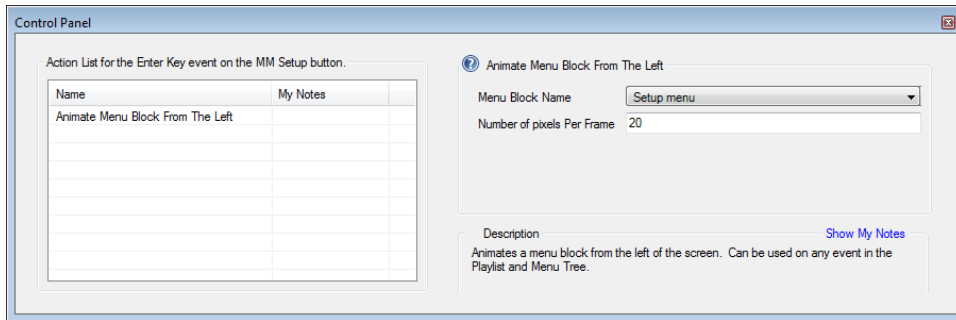 Control Panel
Action List for the Enter Key event on the MM Setup button.
Name My Notes
Animate Menu Block From The Left
Animate Menu Block From The Left
Menu Block Name Setup menu
Number of pixels Per Frame 20
Description Show My Notes
Animates a menu block from the left of the screen. Can be used on any event in the
Playlist and Menu Tree.